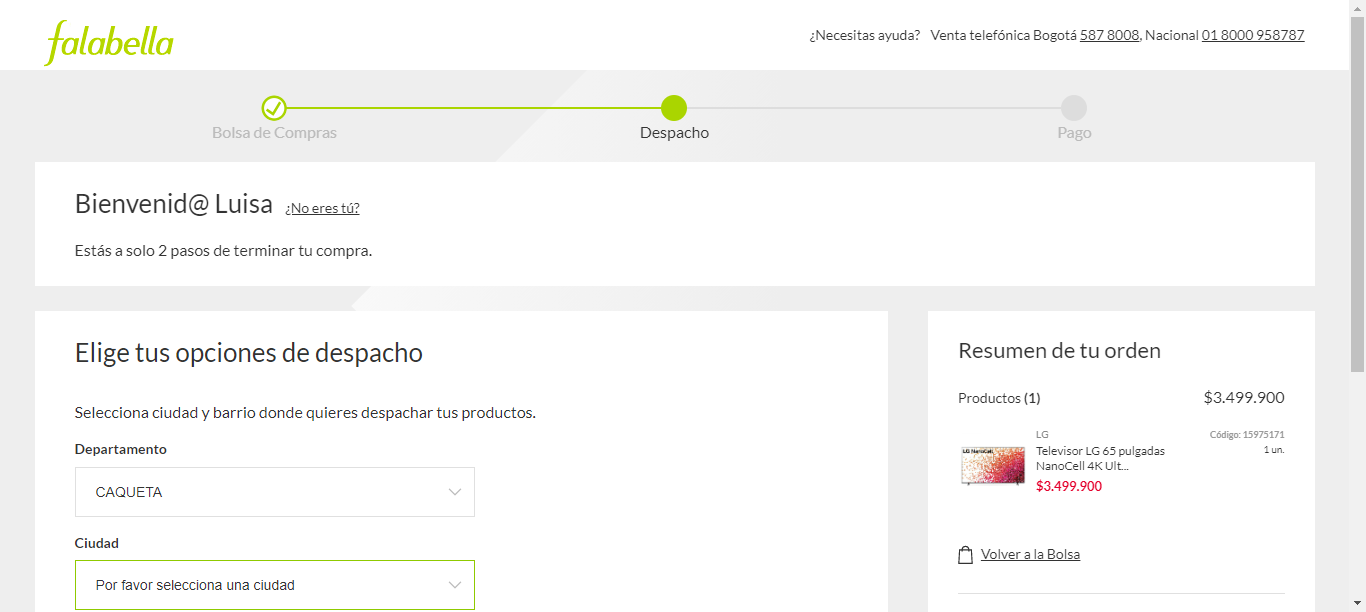 falabella
¿Necesitas ayuda? Venta telefónica Bogotá 587 8008, Nacional 01 8000 958787
Bolsa de Compras
Despacho
Pago
Bienvenid@ Luisa ¿No eres tú?
Estás a solo 2 pasos de terminar tu compra.
Elige tus opciones de despacho
Selecciona ciudad y barrio donde quieres despachar tus productos.
Departamento
CAQUETA
Ciudad
Por favor selecciona una ciudad
Resumen de tu orden
Productos (1) $3.499.900
LG Código: 15975171
Televisor LG 65 pulgadas 1 un.
NanoCell 4K Ult...
$3.499.900
LG NanoCell
Volver a la Bolsa